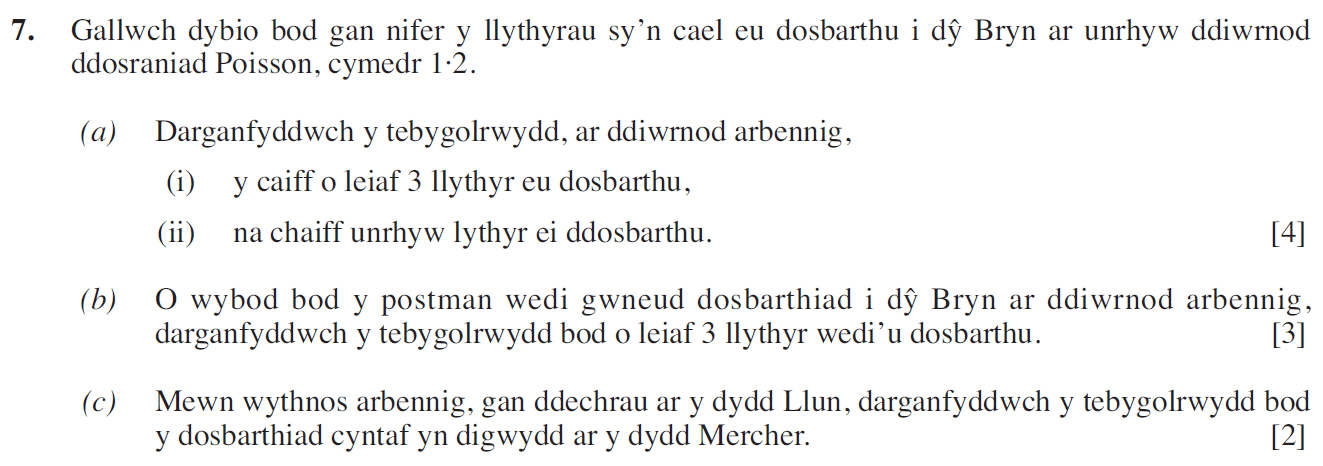 7. Gallwch dybio bod gan nifer y llythyrau sy’n cael eu dosbarthu i dŷ Bryn ar unrhyw ddiwrnod
ddosraniad Poisson, cymedr 1·2.
(a) Darganfyddwch y tebygolrwydd, ar ddiwrnod arbennig,
(i) y caiff o leiaf 3 llythyr eu dosbarthu,
(ii) na chaiff unrhyw lythyr ei ddosbarthu. [4]
(b) O wybod bod y postman wedi gwneud dosbarthiad i dŷ Bryn ar ddiwrnod arbennig,
darganfyddwch y tebygolrwydd bod o leiaf 3 llythyr wedi’u dosbarthu. [3]
(c) Mewn wythnos arbennig, gan ddechrau ar y dydd Llun, darganfyddwch y tebygolrwydd bod
y dosbarthiad cyntaf yn digwydd ar y dydd Mercher. [2]